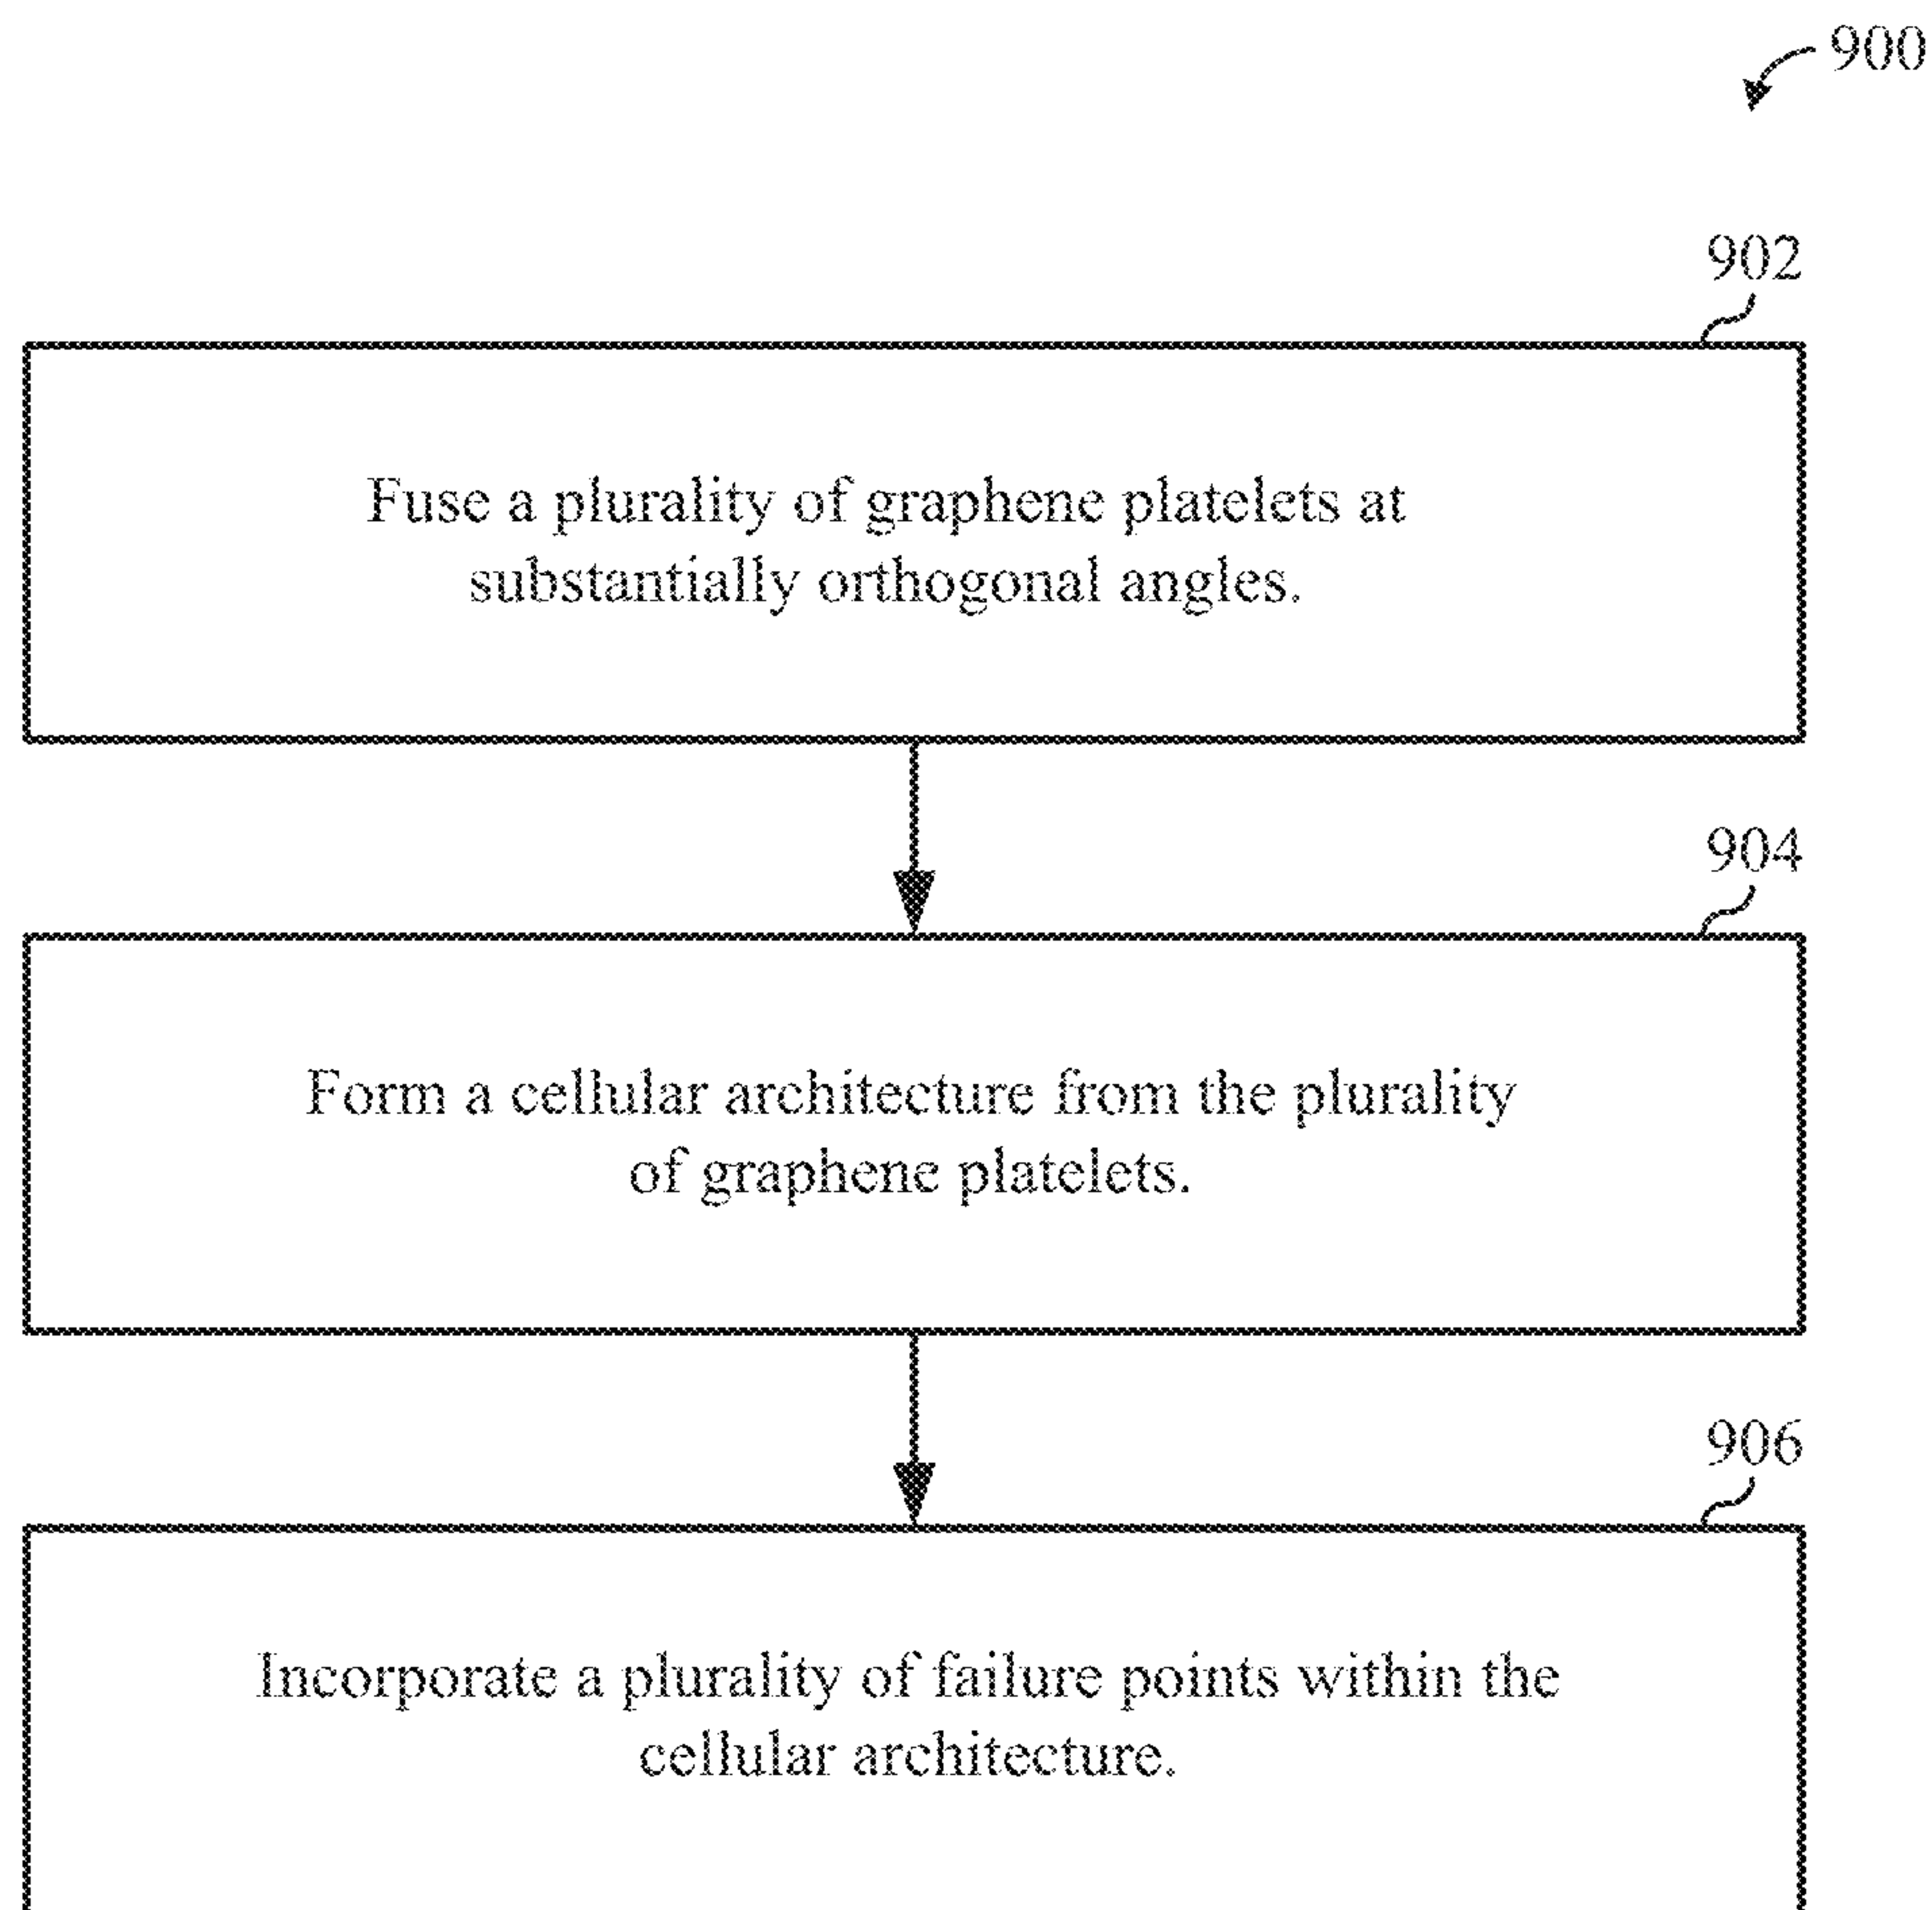 900
902
Fuse a plurality of graphene platelets at
substantially orthogonal angles.
904
Form a cellular architecture from the plurality
of graphene platelets.
906
Incorporate a plurality of failure points within the
cellular architecture.